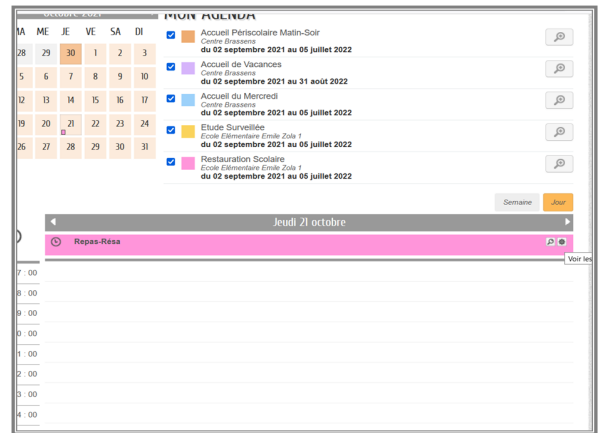 MON AGENDA
MA ME JE VE SA DI
28 29 30 1 2 3
5 6 7 8 9 10
12 13 14 15 16 17
19 20 21 22 23 24
26 27 28 29 30 31
Accueil Périscolaire Matin-Soir
Centre Brassens
du 02 septembre 2021 au 05 juillet 2022
Accueil de Vacances
Centre Brassens
du 02 septembre 2021 au 31 août 2022
Accueil du Mercredi
Centre Brassens
du 02 septembre 2021 au 05 juillet 2022
Etude Surveillée
Ecole Elémentaire Emile Zola 1
du 02 septembre 2021 au 05 juillet 2022
Restauration Scolaire
Ecole Elémentaire Emile Zola 1
du 02 septembre 2021 au 05 juillet 2022
Semaine Jour
Jeudi 21 octobre
Repas-Résa
Voir les
7 : 00
8 : 00
9 : 00
0 : 00
1 : 00
2 : 00
3 : 00
4 : 00